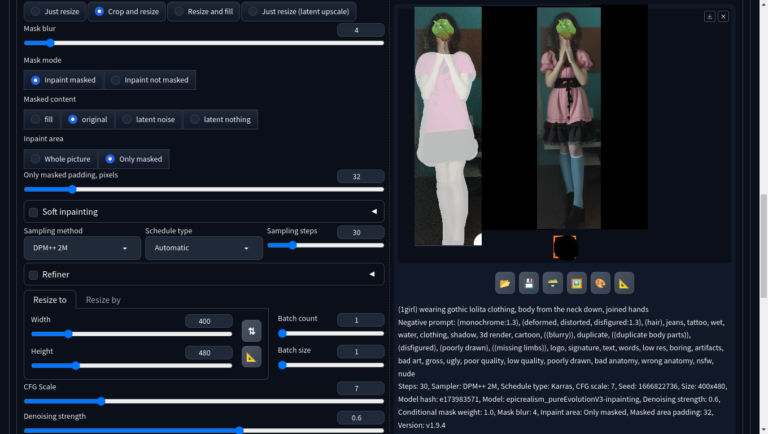 Just resize
Crop and resize
Resize and fill
Just resize (latent upscale)
Mask blur
4
Mask mode
Inpaint masked
Inpaint not masked
Masked content
fill
original
latent noise
latent nothing
Inpaint area
Whole picture
Only masked
Only masked padding, pixels
32
Soft inpainting
Sampling method
Schedule type
Sampling steps
30
DPM++ 2M
Automatic
Refiner
Resize to
Resize by
Width
400
Height
480
Batch count
1
Batch size
1
CFG Scale
7
Denoising strength
0.6
(1girl) wearing gothic lolita clothing, body from the neck down, joined hands
Negative prompt: (monochrome:1.3), (deformed, distorted, disfigured:1.3), (hair), jeans, tattoo, wet,
water, clothing, shadow, 3d render, cartoon, ((blurry)), duplicate, ((duplicate body parts)),
(disfigured), (poorly drawn), ((missing limbs)), logo, signature, text, words, low res, boring, artifacts,
bad art, gross, ugly, poor quality, low quality, poorly drawn, bad anatomy, wrong anatomy, nsfw,
nude
Steps: 30, Sampler: DPM++ 2M, Schedule type: Karras, CFG scale: 7, Seed: 1666822736, Size: 400x480,
Model hash: e173983571, Model: epicrealism_pureEvolutionV3-inpainting, Denoising strength: 0.6,
Conditional mask weight: 1.0, Mask blur: 4, Inpaint area: Only masked, Masked area padding: 32,
Version: v1.9.4